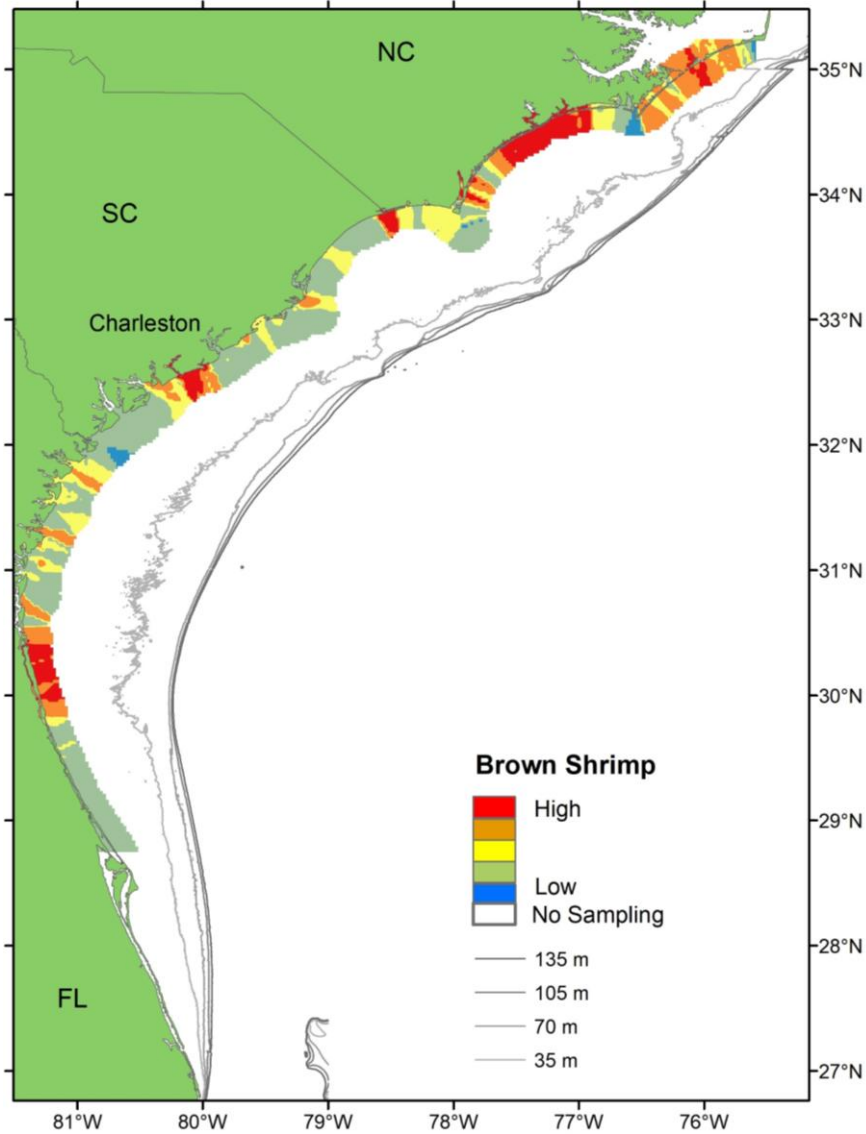 NC
35°N
34°N
SC
Charleston
33°N
32°N
31°N
30°N
Brown Shrimp
High
29°N
Low
No Sampling
28°N
135 m
FL
105 m
70 m
35 m
27°N
81°W 80°W 79°W 78°W 77°W 76°W